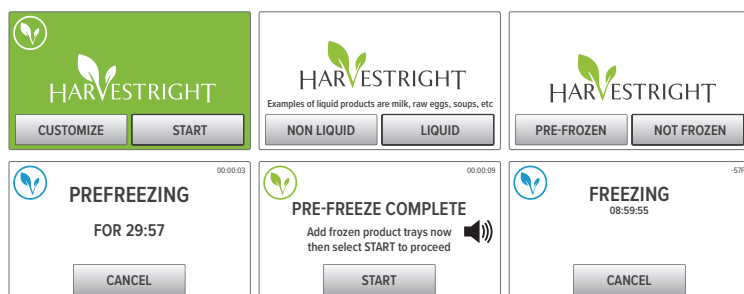 HARVESTRIGHT
CUSTOMIZE
START
HARVESTRIGHT
Examples of liquid products are milk, raw eggs, soups, etc
NON LIQUID
LIQUID
HARVESTRIGHT
PRE-FROZEN
NOT FROZEN
00:00:03
PREFREEZING
FOR 29:57
CANCEL
00:00:09
PRE-FREEZE COMPLETE
Add frozen product trays now
then select START to proceed
START
-57F
FREEZING
08:59:55
CANCEL